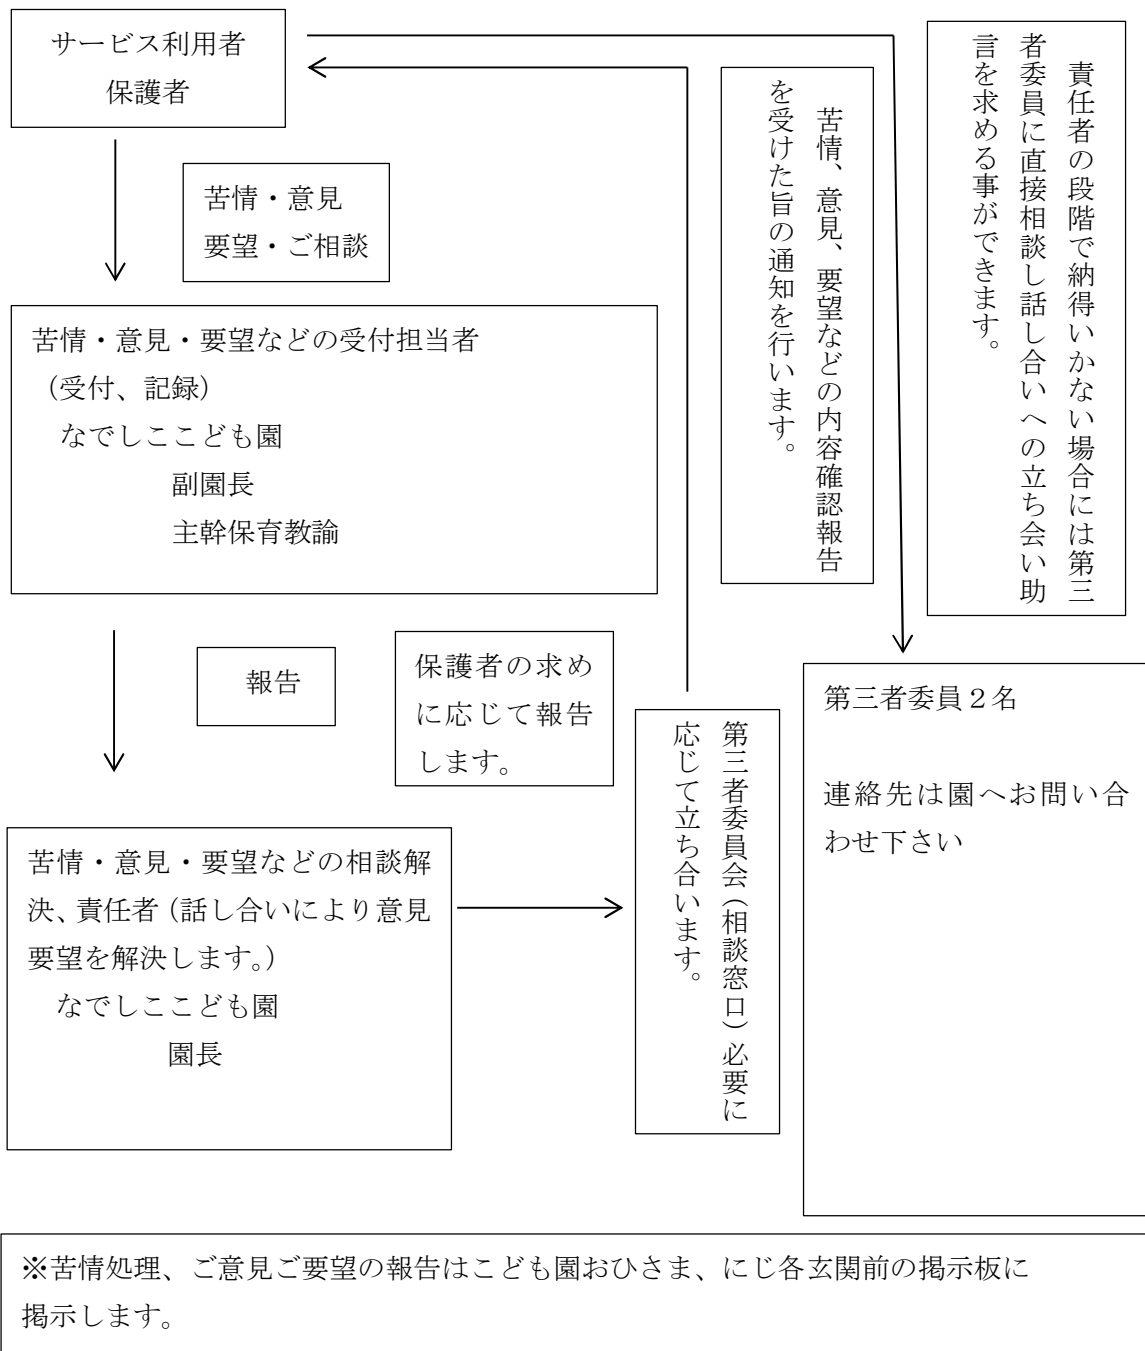 サービス利用者
保護者
苦情・意見
要望・ご相談
苦情・意見・要望などの受付担当者
（受付、記録）
なでしここども園
副園長
主幹保育教諭
苦情、意見、要望などの内容確認報告
を受けた旨の通知を行います。
責任者の段階で納得いかない場合には第三
者委員に直接相談し話し合いへの立ち会い助
言を求める事ができます。
報告
保護者の求め
に応じて報告
します。
苦情・意見・要望などの相談解
決、責任者（話し合いにより意見
要望を解決します。）
なでしここども園
園長
第三者委員会（相談窓口）必要に
応じて立ち合います。
第三者委員２名
連絡先は園へお問い合
わせ下さい
※苦情処理、ご意見ご要望の報告はこども園おひさま、にじ各玄関前の掲示板に
掲示します。